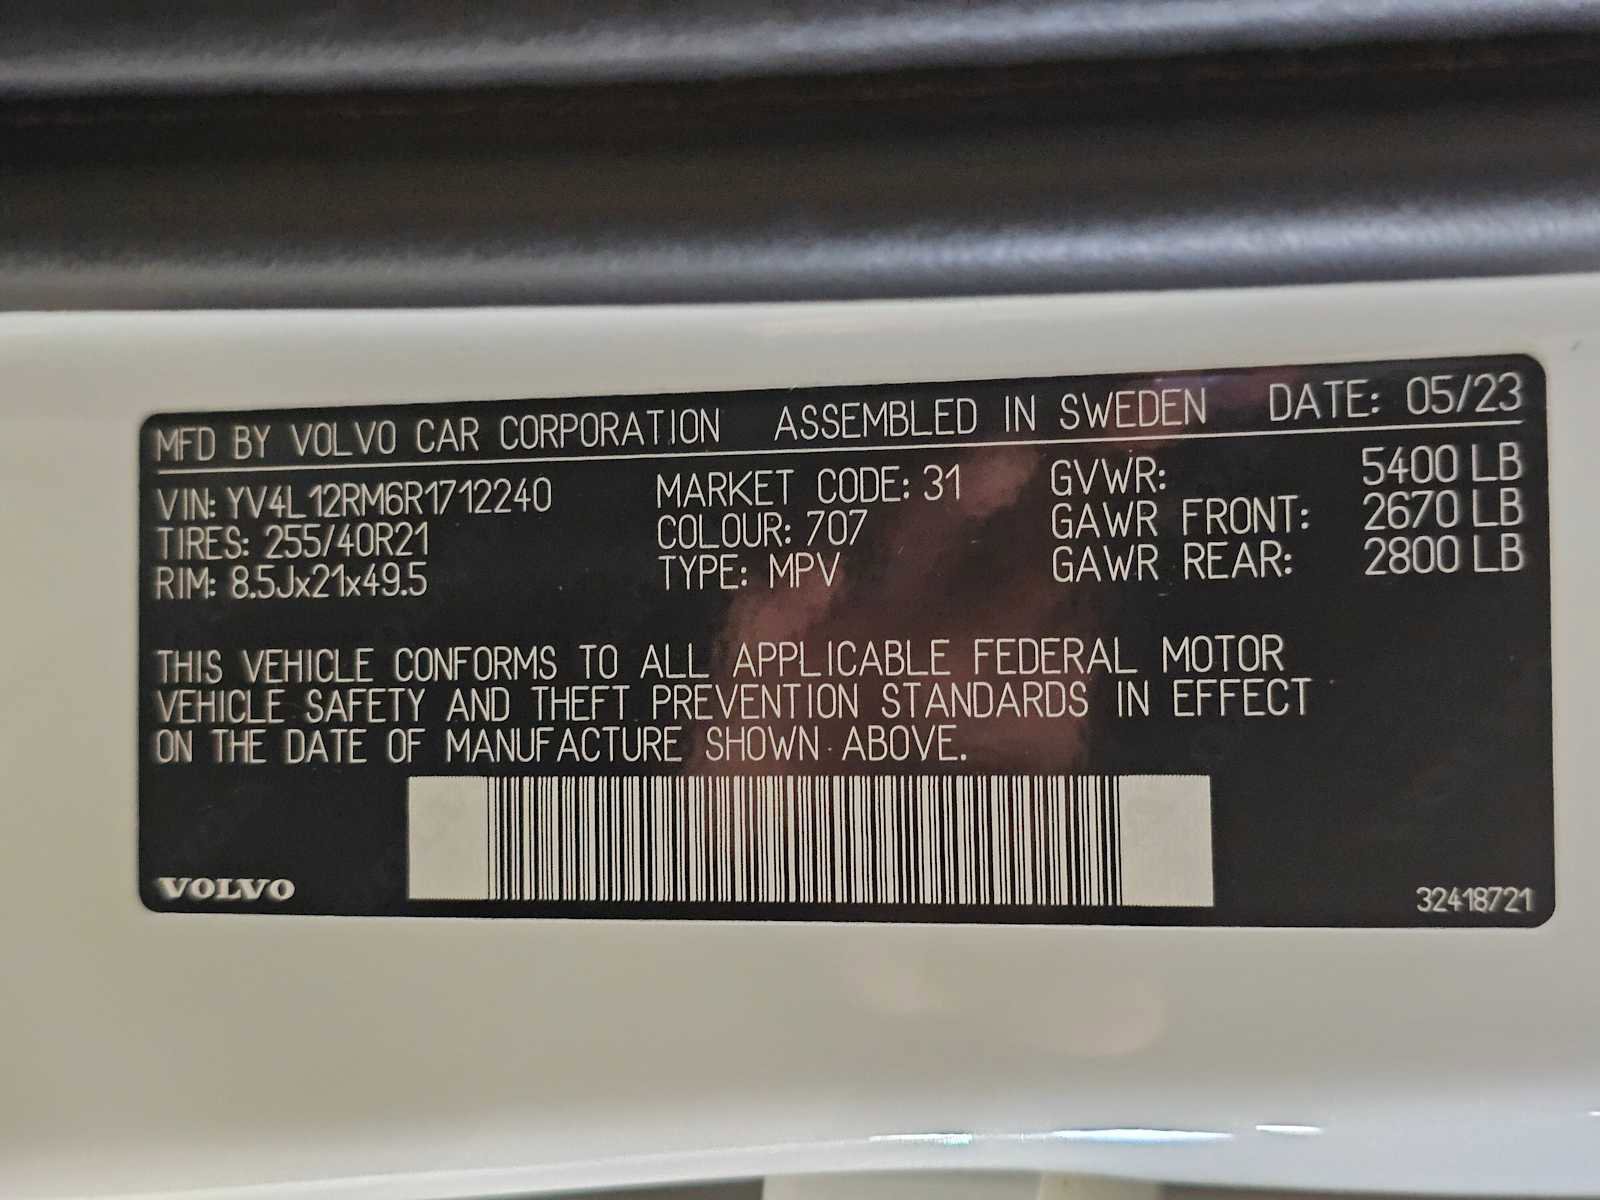 MFD BY VOLVO CAR CORPORATION ASSEMBLED IN SWEDEN DATE: 05/23
VIN: YV4L12RM6R1712240 MARKET CODE: 31 GVWR: 5400 LB
TIRES: 255/40R21 COLOUR: 707 GAWR FRONT: 2670 LB
RIM: 8.5Jx21x49.5 TYPE: MPV GAWR REAR: 2800 LB
THIS VEHICLE CONFORMS TO ALL APPLICABLE FEDERAL MOTOR
VEHICLE SAFETY AND THEFT PREVENTION STANDARDS IN EFFECT
ON THE DATE OF MANUFACTURE SHOWN ABOVE.
VOLVO 32418721